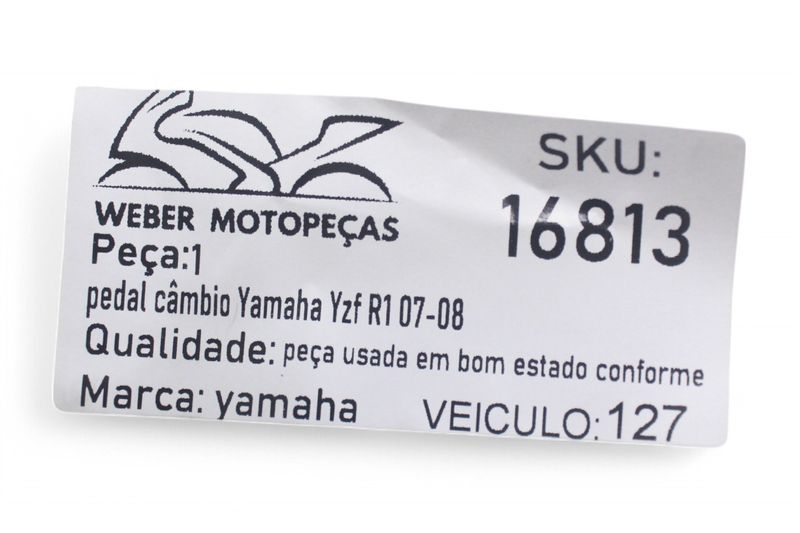 WEBER MOTOPEÇAS
SKU:
16813
Peça:1
pedal câmbio Yamaha Yzf R1 07-08
Qualidade: peça usada em bom estado conforme
Marca: yamaha
VEICULO:127